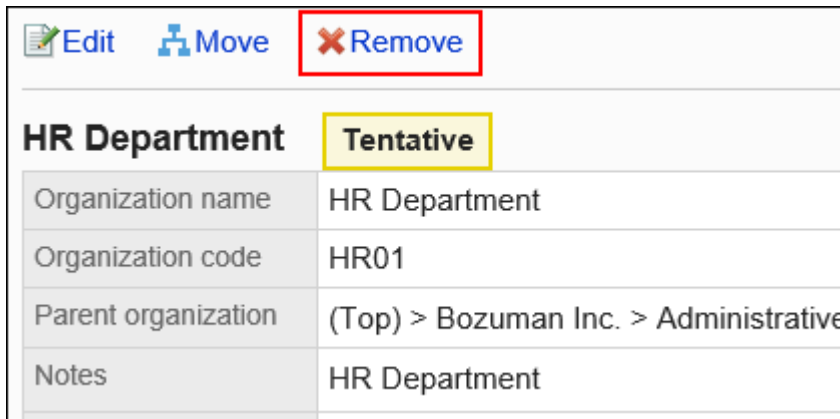 Edit Move Remove
HR Department Tentative
Organization name HR Department
Organization code HR01
Parent organization (Top) > Bozuman Inc. > Administrative
Notes HR Department